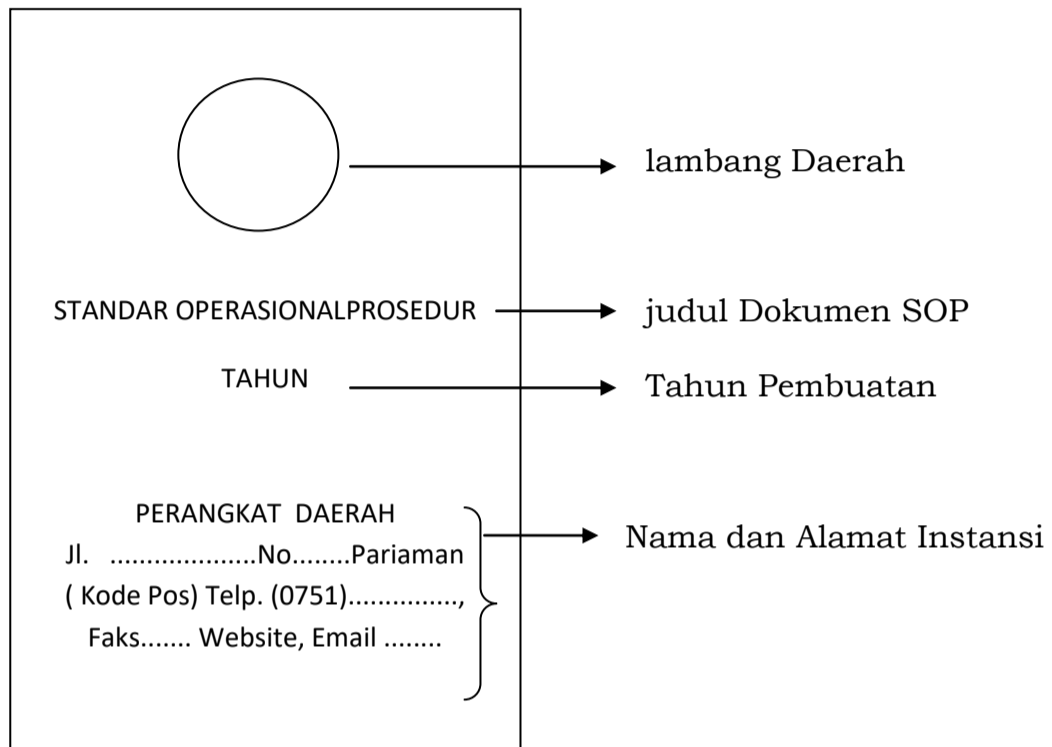 lambang Daerah
STANDAR OPERASIONALPROSEDUR
judul Dokumen SOP
TAHUN
Tahun Pembuatan
PERANGKAT DAERAH
Jl. ....................No........Pariaman
( Kode Pos) Telp. (0751)...............,
Faks....... Website, Email ........
Nama dan Alamat Instansi